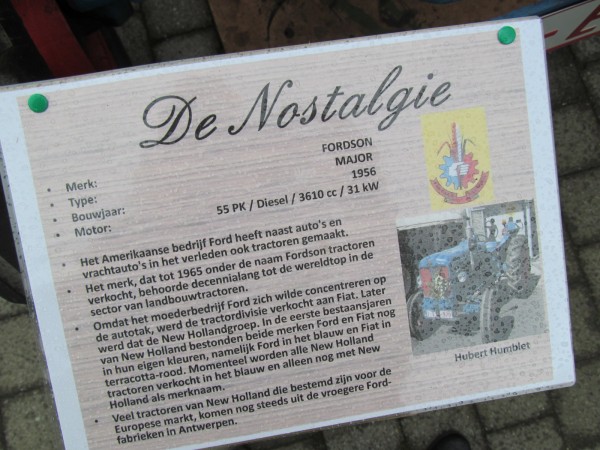 De Nostalgie
• Merk: FORDSON
• Type: MAJOR
• Bouwjaar: 1956
• Motor: 55 PK / Diesel / 3610 cc / 31 kW
• Het Amerikaanse bedrijf Ford heeft naast auto's en
vrachtauto's in het verleden ook tractoren gemaakt.
• Het merk, dat tot 1965 onder de naam Fordson tractoren
verkocht, behoorde decennialang tot de wereldtop in de
sector van landbouwtractoren.
• Omdat het moederbedrijf Ford zich wilde concentreren op
de autotak, werd de tractordivisie verkocht aan Fiat. Later
werd dat de New Hollandgroep. In de eerste bestaansjaren
van New Holland bestonden beide merken Ford en Fiat nog
in hun eigen kleuren, namelijk Ford in het blauw en Fiat in
terracotta-rood. Momenteel worden alle New Holland
tractoren verkocht in het blauw en alleen nog met New
Holland als merknaam.
• Veel tractoren van New Holland die bestemd zijn voor de
Europese markt, komen nog steeds uit de vroegere Ford-
fabrieken in Antwerpen.
Hubert Humblet